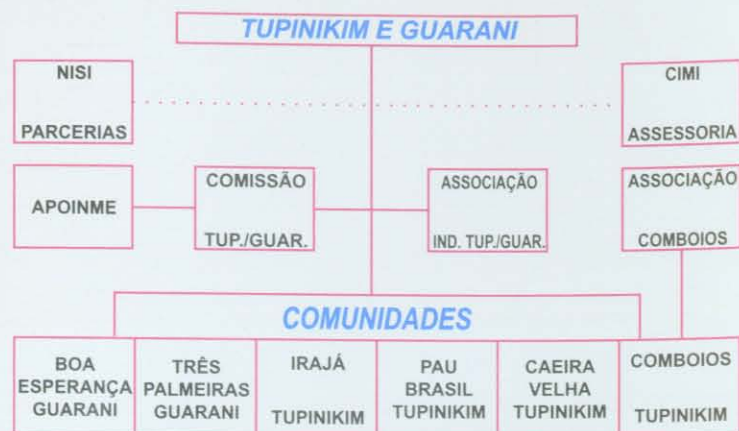 TUPINIKIM E GUARANI
NISI
PARCERIAS
CIMI
ASSESSORIA
APOINME
COMISSÃO
TUP./GUAR.
ASSOCIAÇÃO
IND. TUP./GUAR.
ASSOCIAÇÃO
COMBOIOS
COMUNIDADES
BOA
ESPERANÇA
GUARANI
TRÊS
PALMEIRAS
GUARANI
IRAJÁ
TUPINIKIM
PAU
BRASIL
TUPINIKIM
CAEIRA
VELHA
TUPINIKIM
COMBOIOS
TUPINIKIM